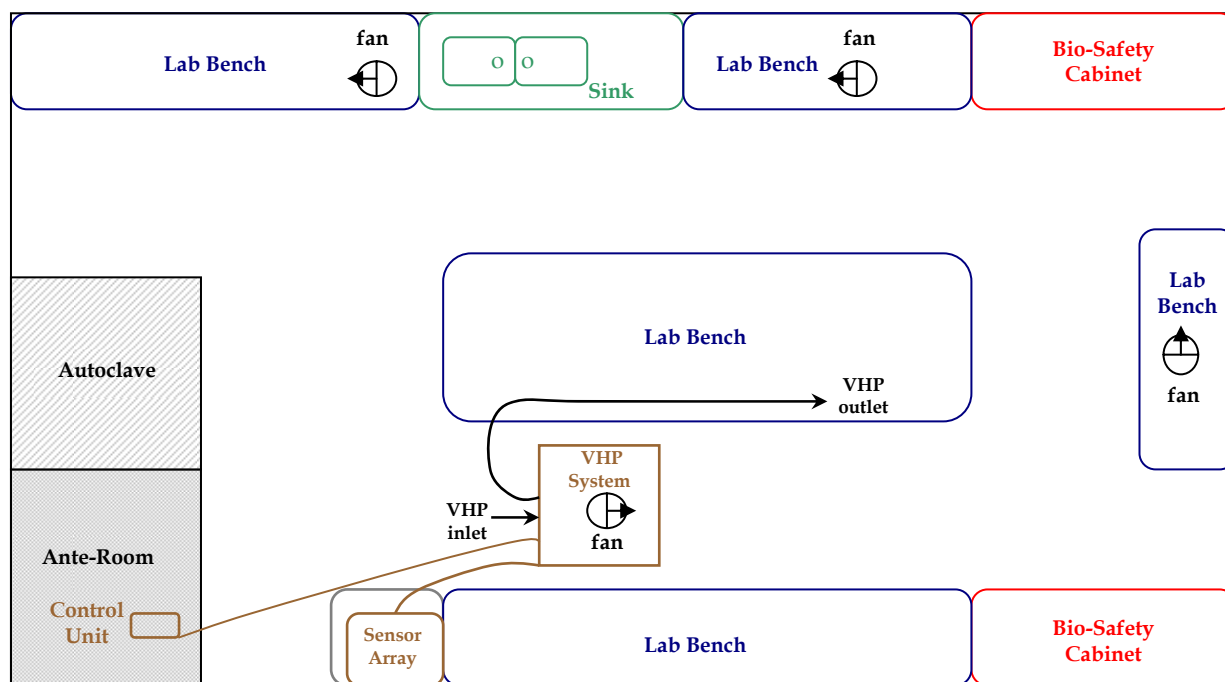 fan
Lab Bench
o o
Sink
fan
Lab Bench
Bio-Safety
Cabinet
Lab
Bench
fan
Lab Bench
VHP
outlet
Autoclave
VHP
System
fan
VHP
inlet
Ante-Room
Control
Unit
Sensor
Array
Lab Bench
Bio-Safety
Cabinet